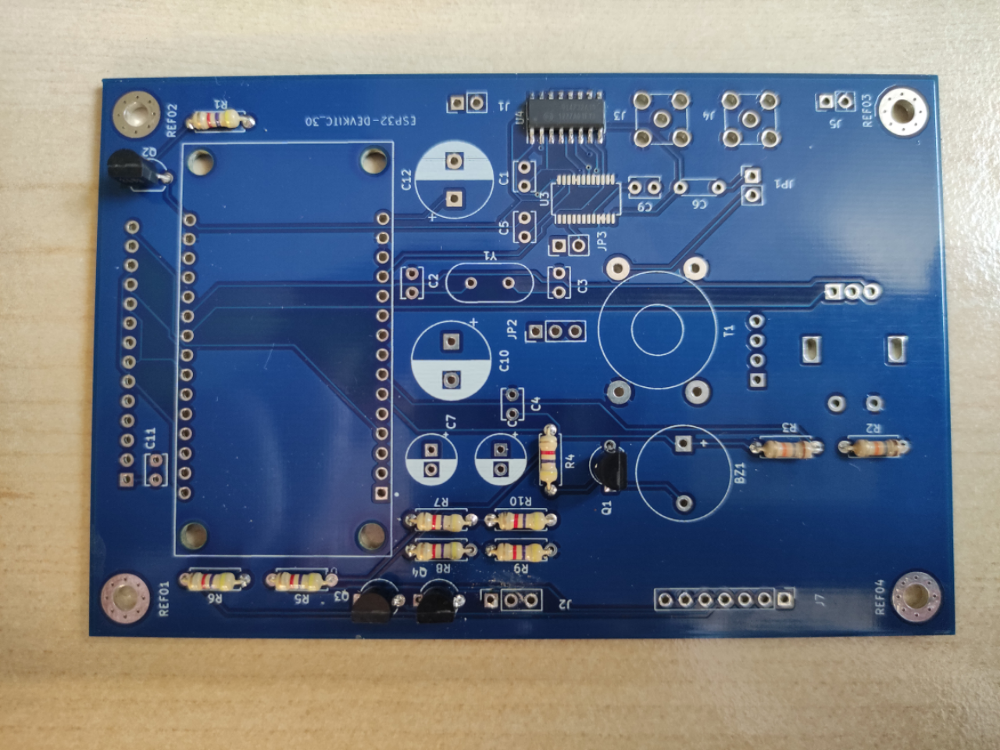 REF02
R1
ESP32-DEVKITC_30
J1
U4
J3
J4
J5
REF03
Q2
C12
+
C1
U3
C9
C6
JP1
C5
JP3
Y1
C2
C3
+
JP2
T1
C10
C4
C11
C7
+
+
R4
+
BZ1
R2
Q1
R7
R10
R8
R9
Q4
REF01
R6
R5
Q3
J2
J7
REF04